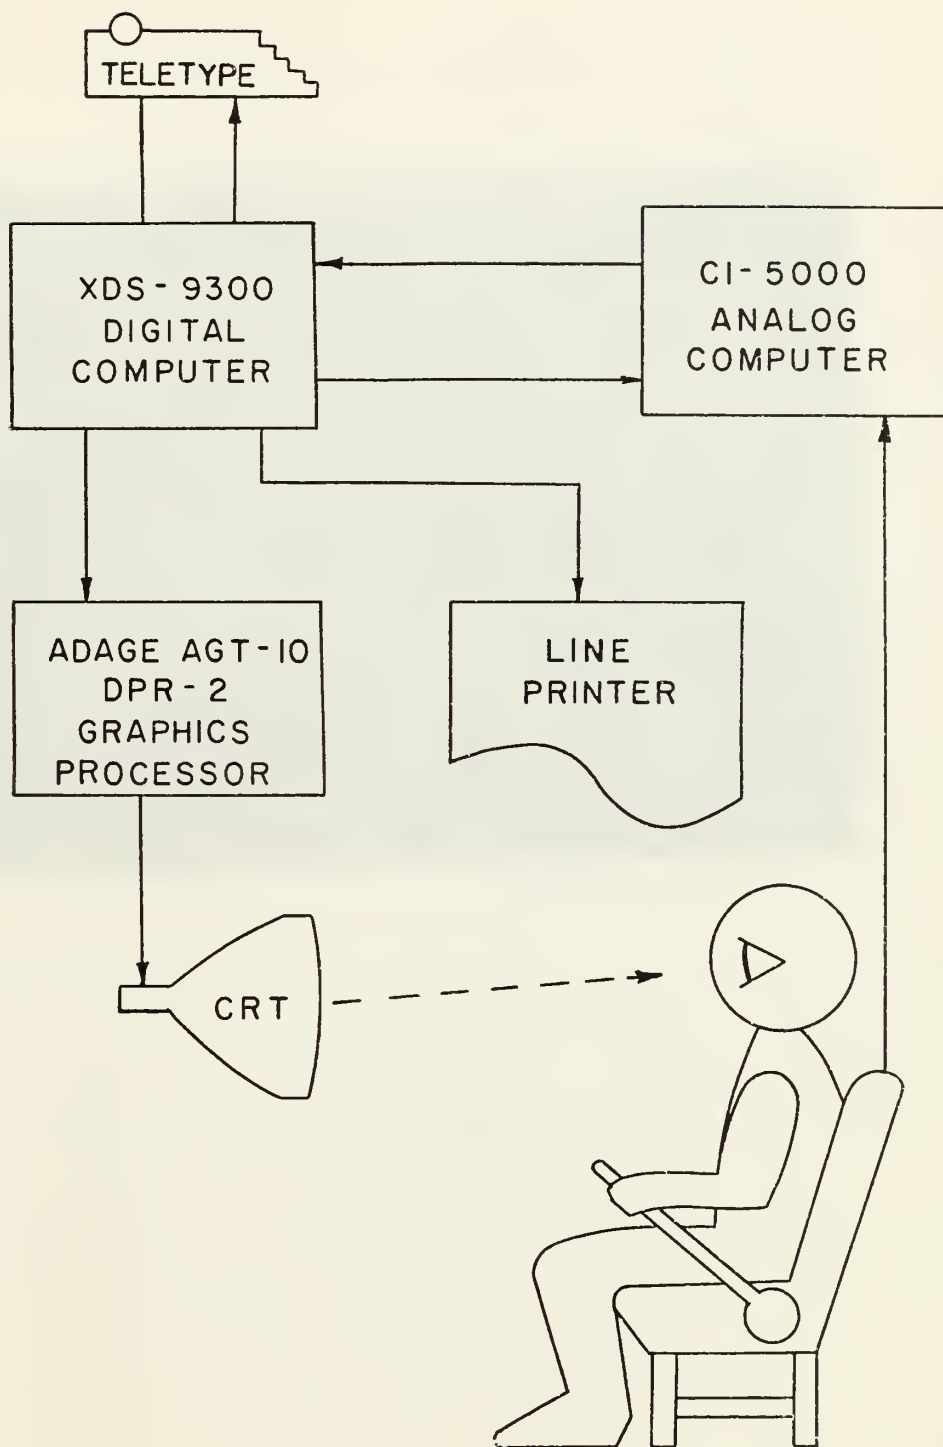 TELETYPE
XDS-9300
DIGITAL
COMPUTER
CI-5000
ANALOG
COMPUTER
ADAGE AGT-10
DPR-2
GRAPHICS
PROCESSOR
LINE
PRINTER
CRT